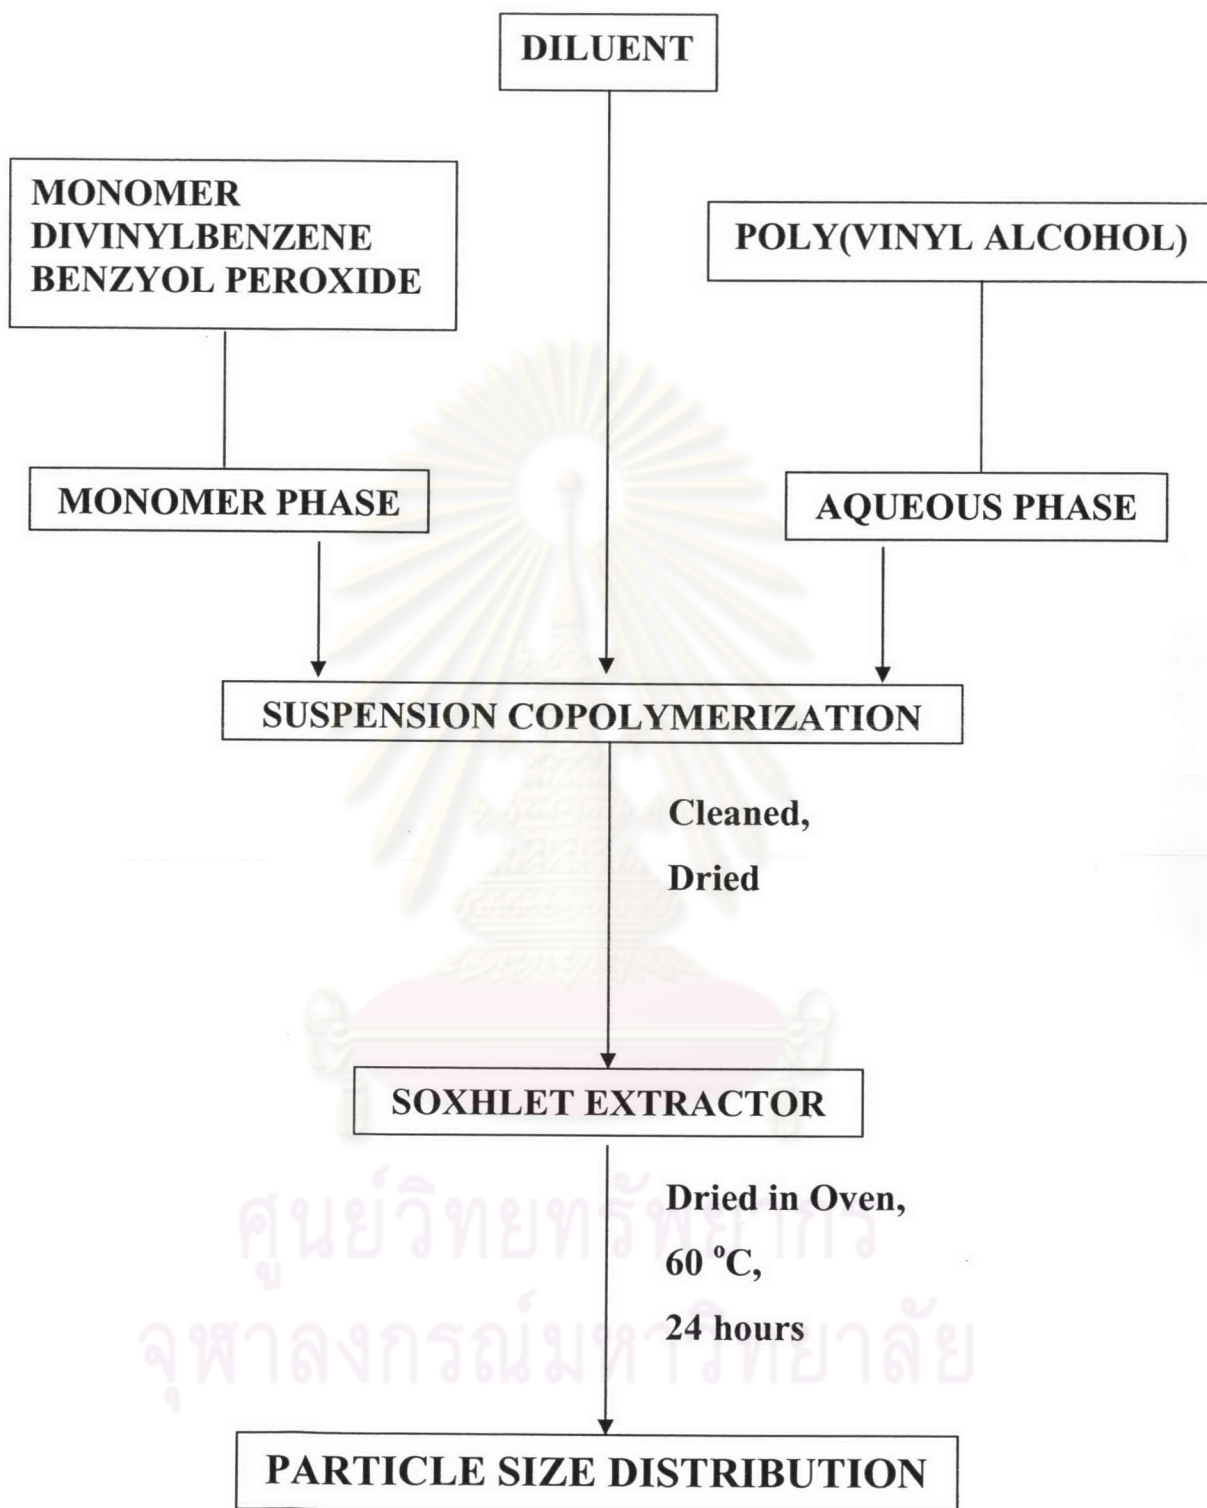 DILUENT
MONOMER
DIVINYLBENZENE
BENZYOL PEROXIDE
POLY(VINYL ALCOHOL)
MONOMER PHASE
AQUEOUS PHASE
SUSPENSION COPOLYMERIZATION
Cleaned,
Dried
SOXHLET EXTRACTOR
Dried in Oven,
60 °C,
24 hours
ศูนย์วิทยทรัพยากร
จุฬาลงกรณ์มหาวิทยาลัย
PARTICLE SIZE DISTRIBUTION